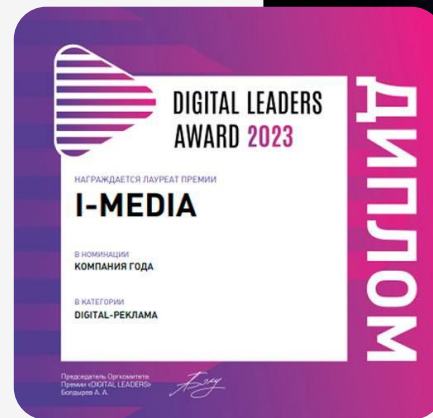 DIGITAL LEADERS
AWARD 2023
НАГРАЖДАЕТСЯ ЛАУРЕАТ ПРЕМИИ
I-MEDIA
В НОМИНАЦИИ
КОМПАНИЯ ГОДА
В КАТЕГОРИИ
DIGITAL-РЕКЛАМА
Председатель Оргкомитета
Премии «DIGITAL LEADERS»
Болдырев А. А.
ДИПЛОМ